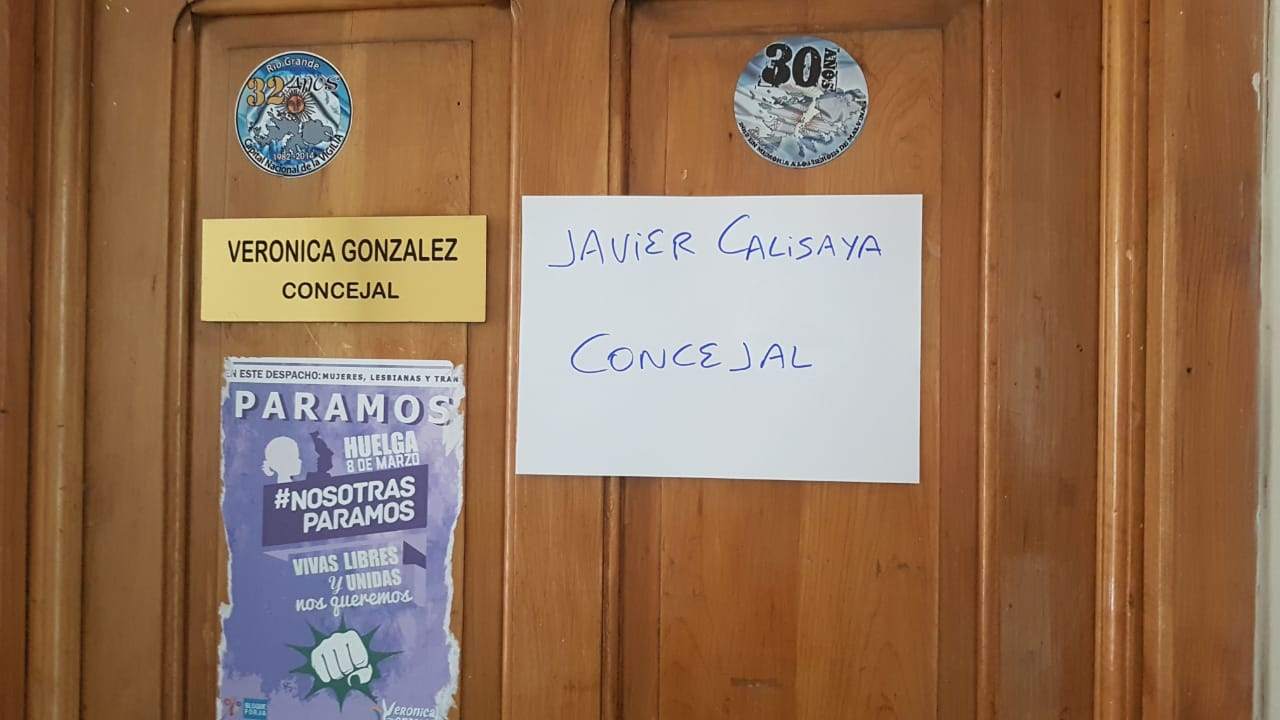 Río Grande
32 AÑOS
1982-2014
Capital Nacional de la VIGILIA
30 AÑOS
VERONICA GONZALEZ
CONCEJAL
JAViER CALiSAYA
CONCEJAL
EN ESTE DESPACHO: MUJERES, LESBIANAS Y TRAN
PARAMOS
HUELGA
8 DE MARZO
#NOSOTRAS
PARAMOS
VIVAS LIBRES
y UNIDAS
nos queremos
BLOQUE
FORJA
Veronica